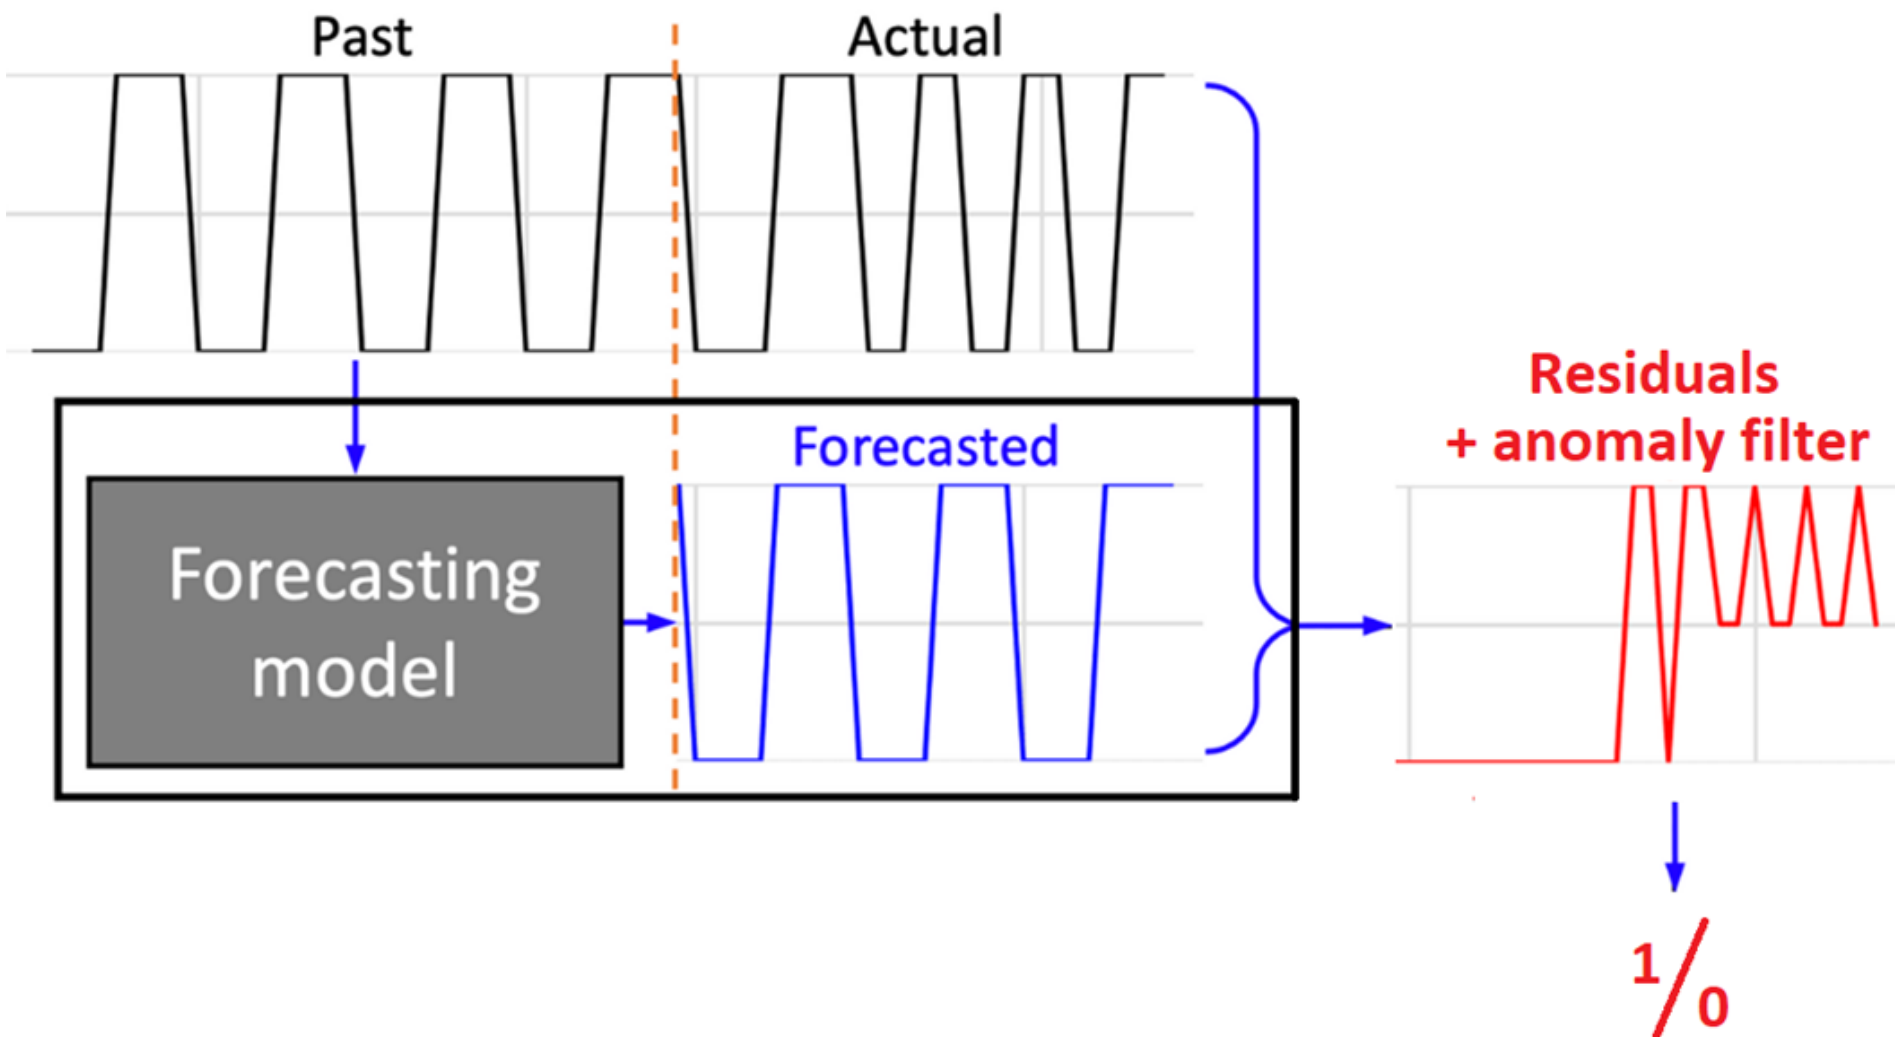 Past
Actual
Forecasted
Forecasting
model
Residuals
+ anomaly filter
1/0